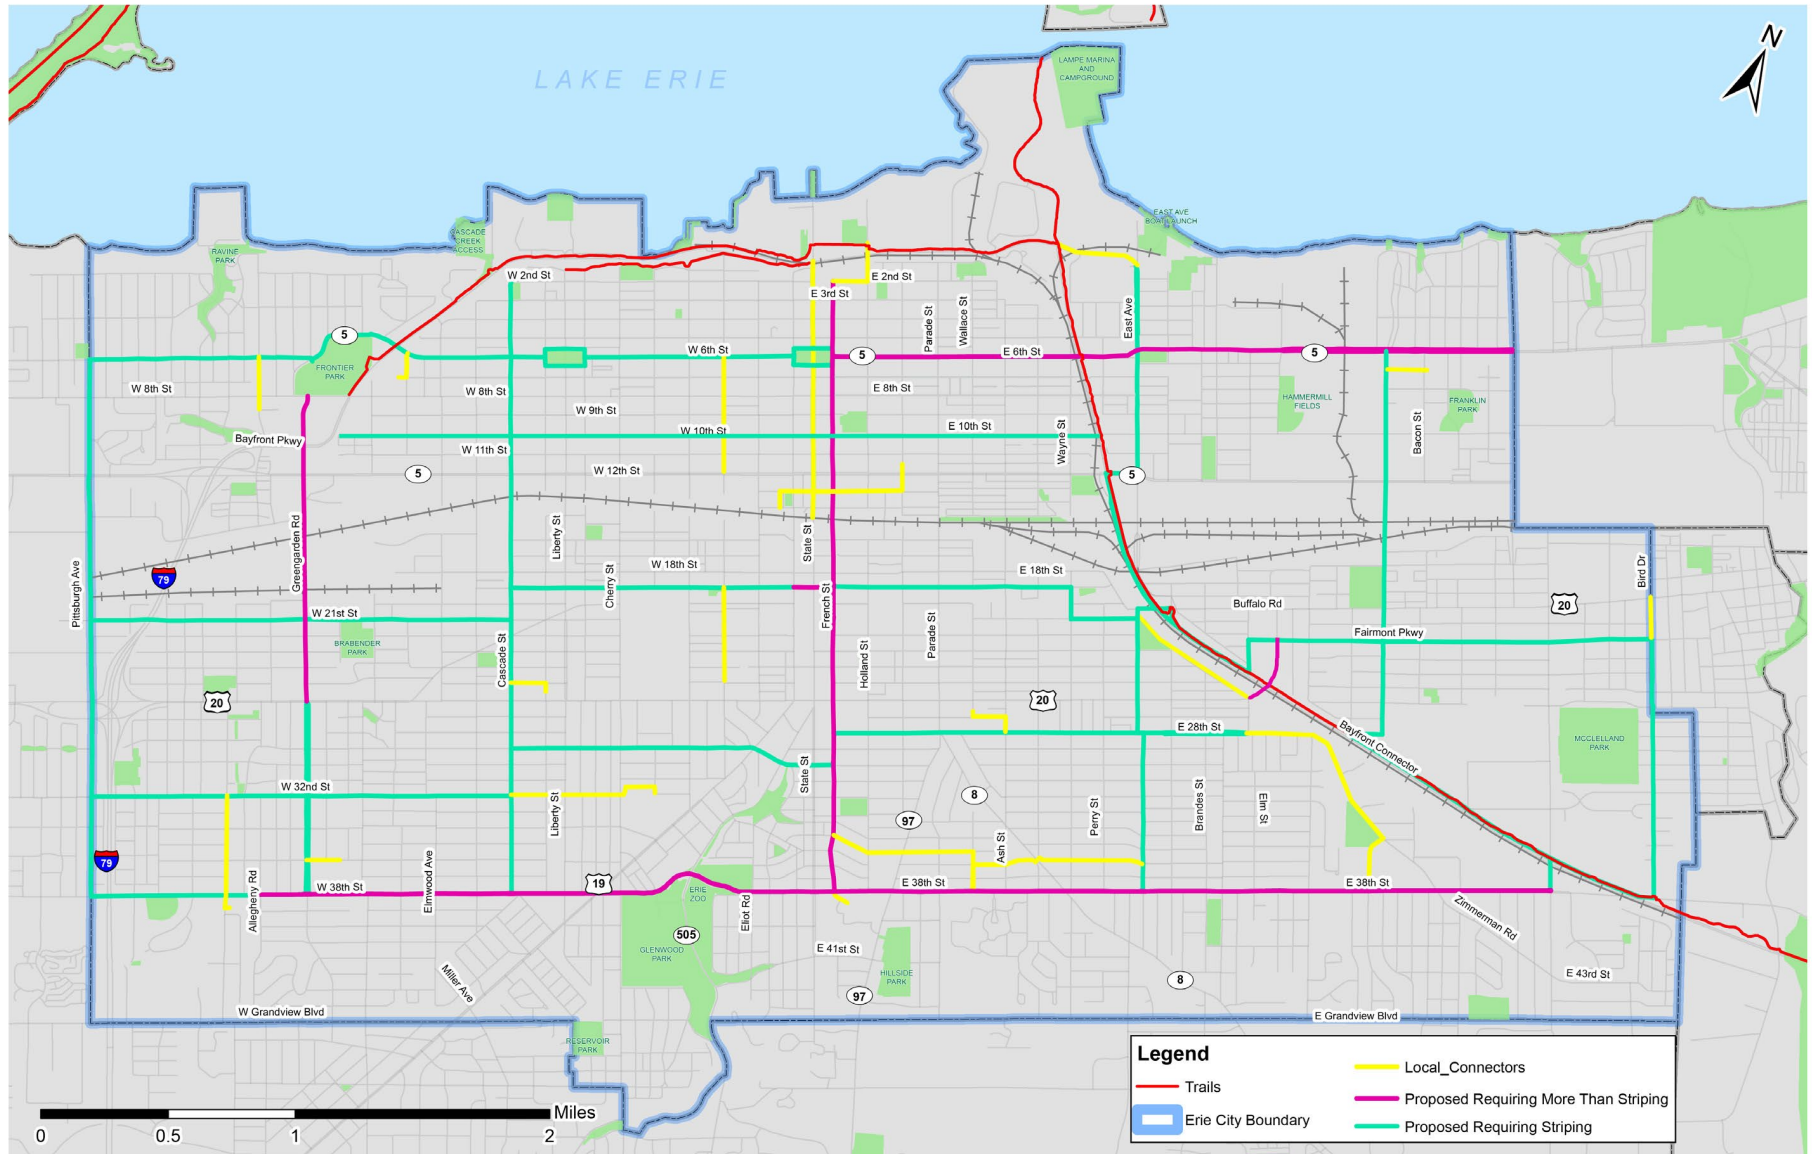 N
LAMPE MARINA
AND
CAMPGROUND
LAKE ERIE
EAST AVE
BOAT LAUNCH
CASCADE
CREEK
ACCESS
RAVINE
PARK
W 2nd St
E 2nd St
E 3rd St
Parade St
Wallace St
East Ave
5
W 6th St
5
E 6th St
5
FRONTIER
PARK
W 8th St
W 8th St
E 8th St
HAMMERMILL
FIELDS
FRANKLIN
PARK
W 9th St
Bacon St
W 10th St
E 10th St
Wayne St
Bayfront Pkwy
W 11th St
5
W 12th St
5
Greengarden Rd
Liberty St
State St
79
Pittsburgh Ave
Cherry St
W 18th St
E 18th St
Bird Dr
French St
Buffalo Rd
20
W 21st St
Parade St
Fairmont Pkwy
BRABENDER
PARK
Cascade St
Holland St
20
20
E 28th St
Bayfront Connector
MCCLELLAND
PARK
W 32nd St
State St
8
Liberty St
97
Perry St
Brandes St
Elm St
Ash St
79
Allegheny Rd
W 38th St
Elmwood Ave
19
ERIE
ZOO
Eliot Rd
E 38th St
E 38th St
Zimmerman Rd
505
GLENWOOD
PARK
E 41st St
HILLSIDE
PARK
8
E 43rd St
Miller Ave
97
W Grandview Blvd
E Grandview Blvd
RESERVOIR
PARK
Legend
Trails
Erie City Boundary
Local_Connectors
Proposed Requiring More Than Striping
Proposed Requiring Striping
Miles
0 0.5 1 2